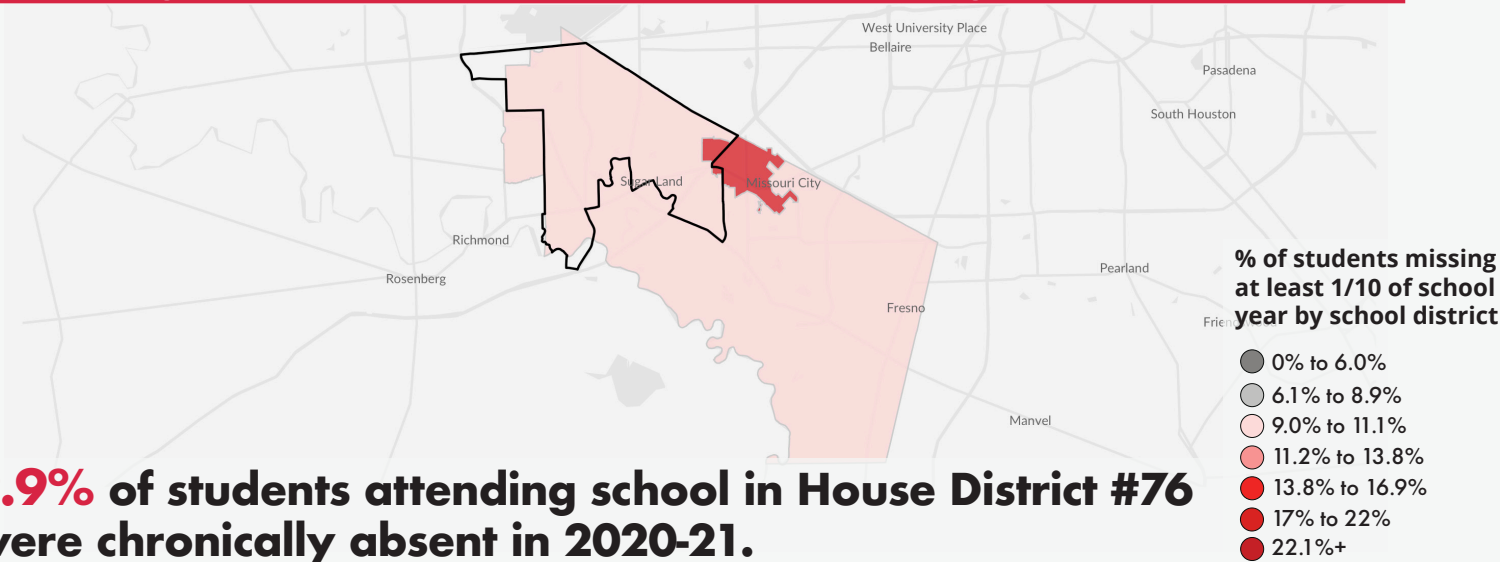 West University Place
Bellaire
Pasadena
South Houston
Sugar Land
Missouri City
Richmond
Rosenberg
Pearland
Fresno
Manvel
% of students missing
at least 1/10 of school
year by school district
0% to 6.0%
6.1% to 8.9%
9.0% to 11.1%
11.2% to 13.8%
13.8% to 16.9%
17% to 22%
22.1%+
.9% of students attending school in House District #76
were chronically absent in 2020-21.